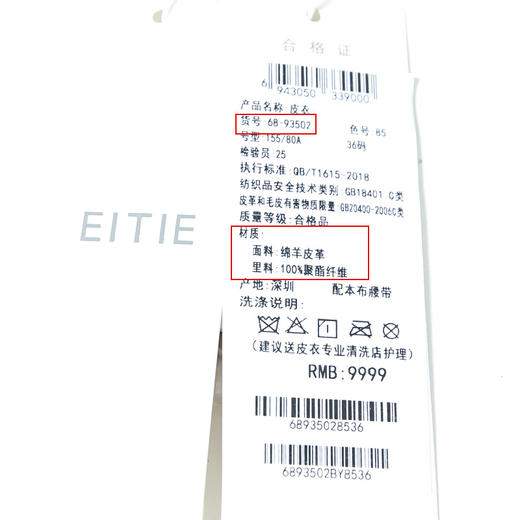 合格证
6 943050 339000
产品名称:皮衣
货号:6B-93502 色号 85
号型 155/80A 36码
检验员 25
执行标准:QB/T1615-2018
纺织品安全技术类别:GB18401 C类
皮革和毛皮有害物质限量:GB20400-2006C类
质量等级:合格品
材质:
面料:绵羊皮革
里料:100%聚酯纤维
产地:深圳 配本布腰带
洗涤说明:
(建议送皮衣专业清洗店护理)
RMB:9999
68935028536
6893502BY8536
EITIE